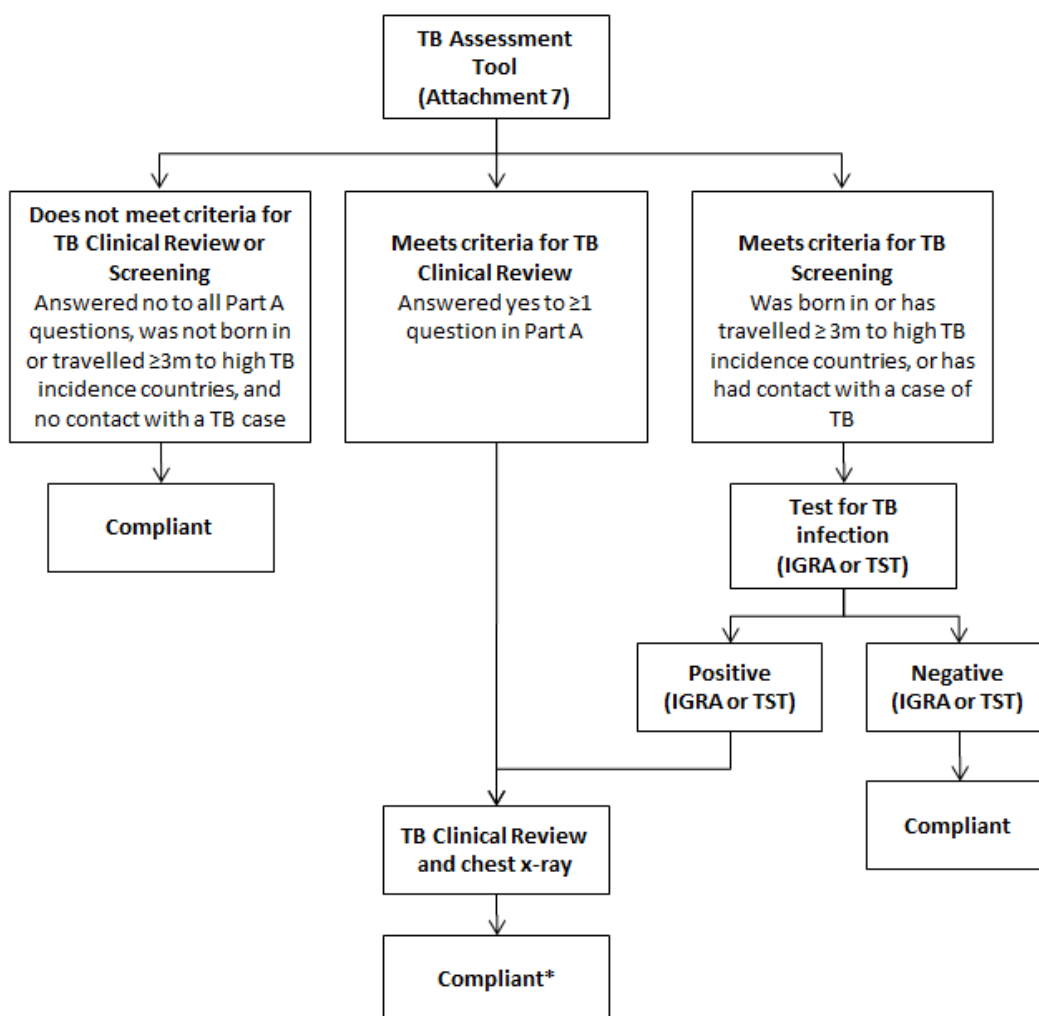 TB Assessment
Tool
(Attachment 7)
Does not meet criteria for
TB Clinical Review or
Screening
Answered no to all Part A
questions, was not born in
or travelled ≥3m to high TB
incidence countries, and
no contact with a TB case
Meets criteria for TB
Clinical Review
Answered yes to ≥1
question in Part A
Meets criteria for TB
Screening
Was born in or has
travelled ≥ 3m to high TB
incidence countries, or has
had contact with a case of
TB
Compliant
Test for TB
infection
(IGRA or TST)
Positive
(IGRA or TST)
Negative
(IGRA or TST)
TB Clinical Review
and chest x-ray
Compliant
Compliant*